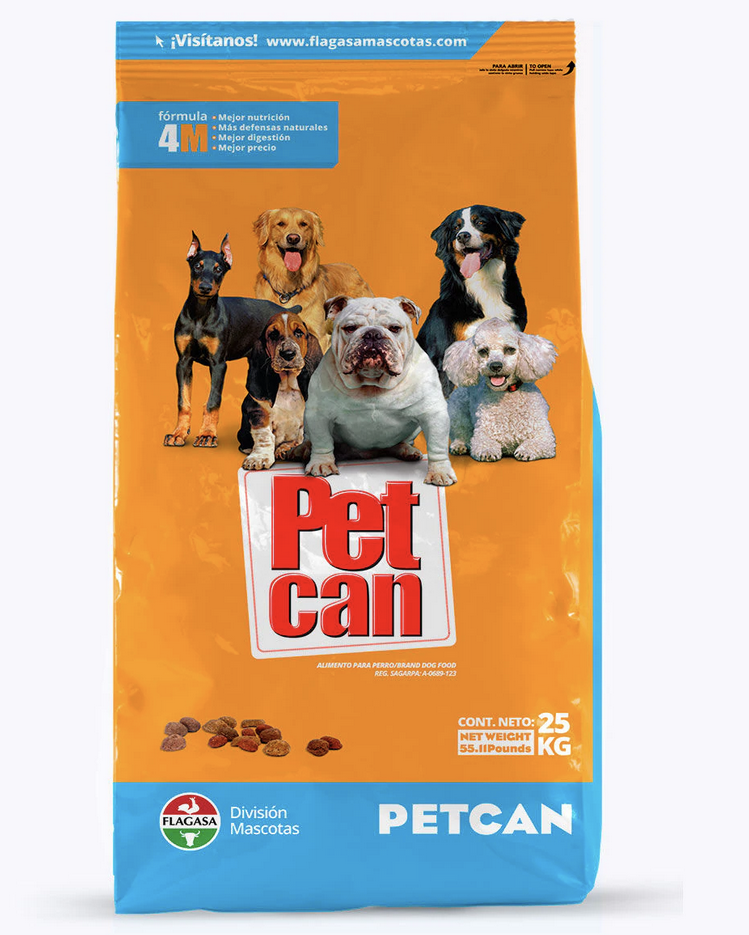 ¡Visítanos! www.flagasamascotas.com
PARA ABRIR
TO OPEN
fórmula
4M
• Mejor nutrición
• Más defensas naturales
• Mejor digestión
• Mejor precio
Pet
can
ALIMENTO PARA PERRO/BRAND DOG FOOD
REG. SAGARPA: A-0689-123
CONT. NETO: 25
NET WEIGHT
55.11Pounds
KG
FLAGASA
División
Mascotas
PETCAN